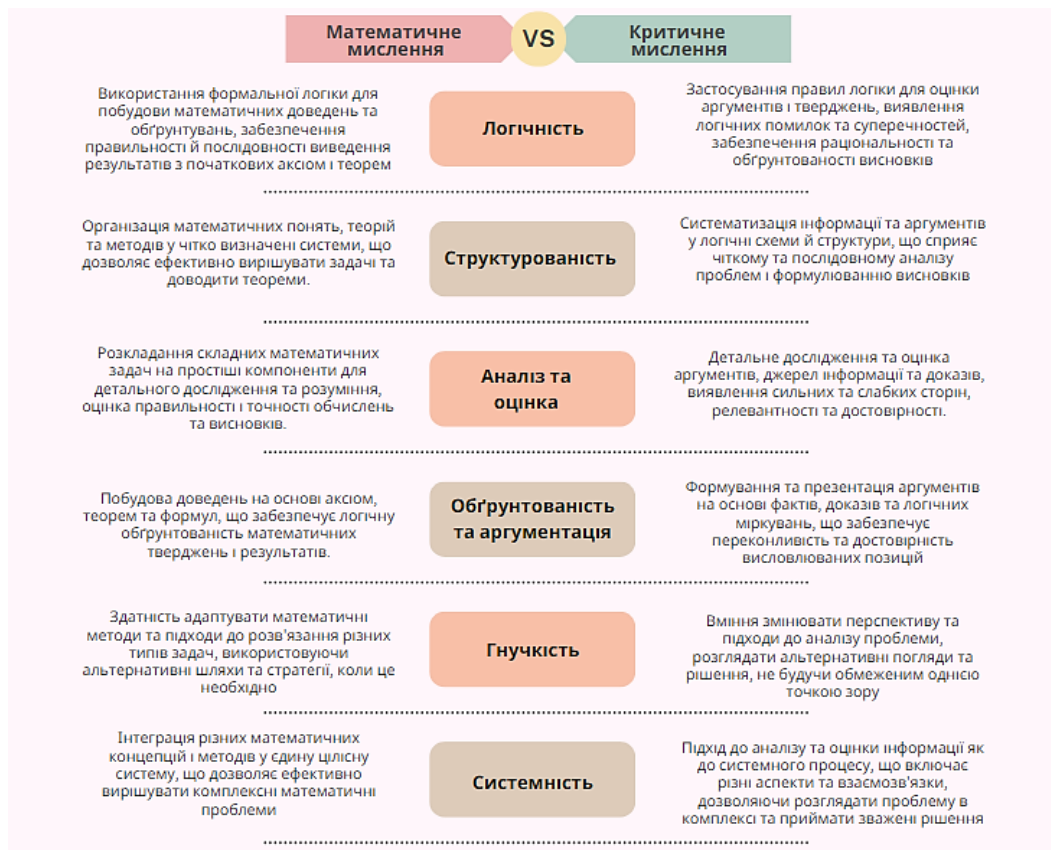 Математичне
мислення
VS
Критичне
мислення
Використання формальної логіки для
побудови математичних доведень та
обґрунтувань, забезпечення
правильності й послідовності виведення
результатів з початкових аксіом і теорем
Логічність
Застосування правил логіки для оцінки
аргументів і тверджень, виявлення
логічних помилок та суперечностей,
забезпечення раціональності та
обґрунтованості висновків
Організація математичних понять, теорій
та методів у чітко визначені системи, що
дозволяє ефективно вирішувати задачі та
доводити теореми.
Структурованість
Систематизація інформації та аргументів
у логічні схеми й структури, що сприяє
чіткому та послідовному аналізу
проблем і формулюванню висновків
Розкладання складних математичних
задач на простіші компоненти для
детального дослідження та розуміння,
оцінка правильності і точності обчислень
та висновків.
Аналіз та
оцінка
Детальне дослідження та оцінка
аргументів, джерел інформації та доказів,
виявлення сильних та слабких сторін,
релевантності та достовірності.
Побудова доведень на основі аксіом,
теорем та формул, що забезпечує логічну
обґрунтованість математичних
тверджень і результатів.
Обґрунтованість
та аргументація
Формування та презентація аргументів
на основі фактів, доказів та логічних
міркувань, що забезпечує
переконливість та достовірність
висловлюваних позицій
Здатність адаптувати математичні
методи та підходи до розв'язання різних
типів задач, використовуючи
альтернативні шляхи та стратегії, коли це
необхідно
Гнучкість
Вміння змінювати перспективу та
підходи до аналізу проблеми,
розглядати альтернативні погляди та
рішення, не будучи обмеженим однією
точкою зору
Інтеграція різних математичних
концепцій і методів у єдину цілісну
систему, що дозволяє ефективно
вирішувати комплексні математичні
проблеми
Системність
Підхід до аналізу та оцінки інформації як
до системного процесу, що включає
різні аспекти та взаємозв'язки,
дозволяючи розглядати проблему в
комплексі та приймати зважені рішення